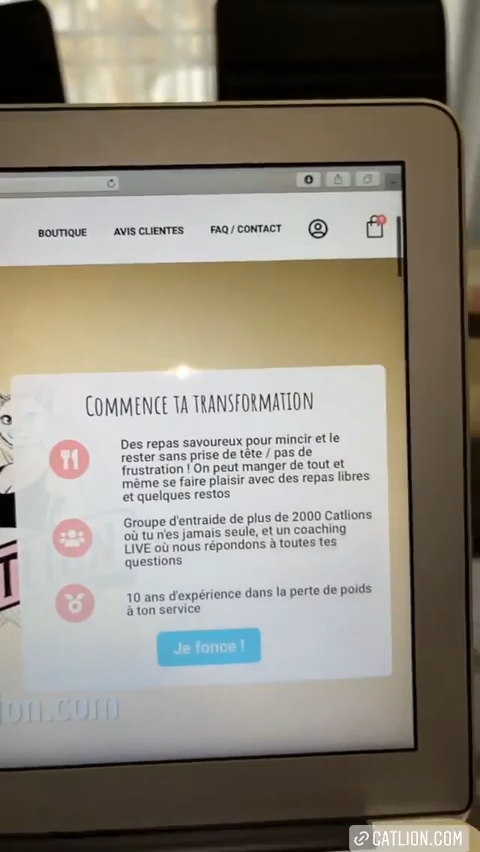 BOUTIQUE AVIS CLIENTES FAQ / CONTACT
COMMENCE TA TRANSFORMATION
Des repas savoureux pour mincir et le
rester sans prise de tête / pas de
frustration ! On peut manger de tout et
même se faire plaisir avec des repas libres
et quelques restos
Groupe d'entraide de plus de 2000 Catlions
où tu n'es jamais seule, et un coaching
LIVE où nous répondons à toutes tes
questions
10 ans d'expérience dans la perte de poids
à ton service
Je fonce !
ion.com
CATLION.COM